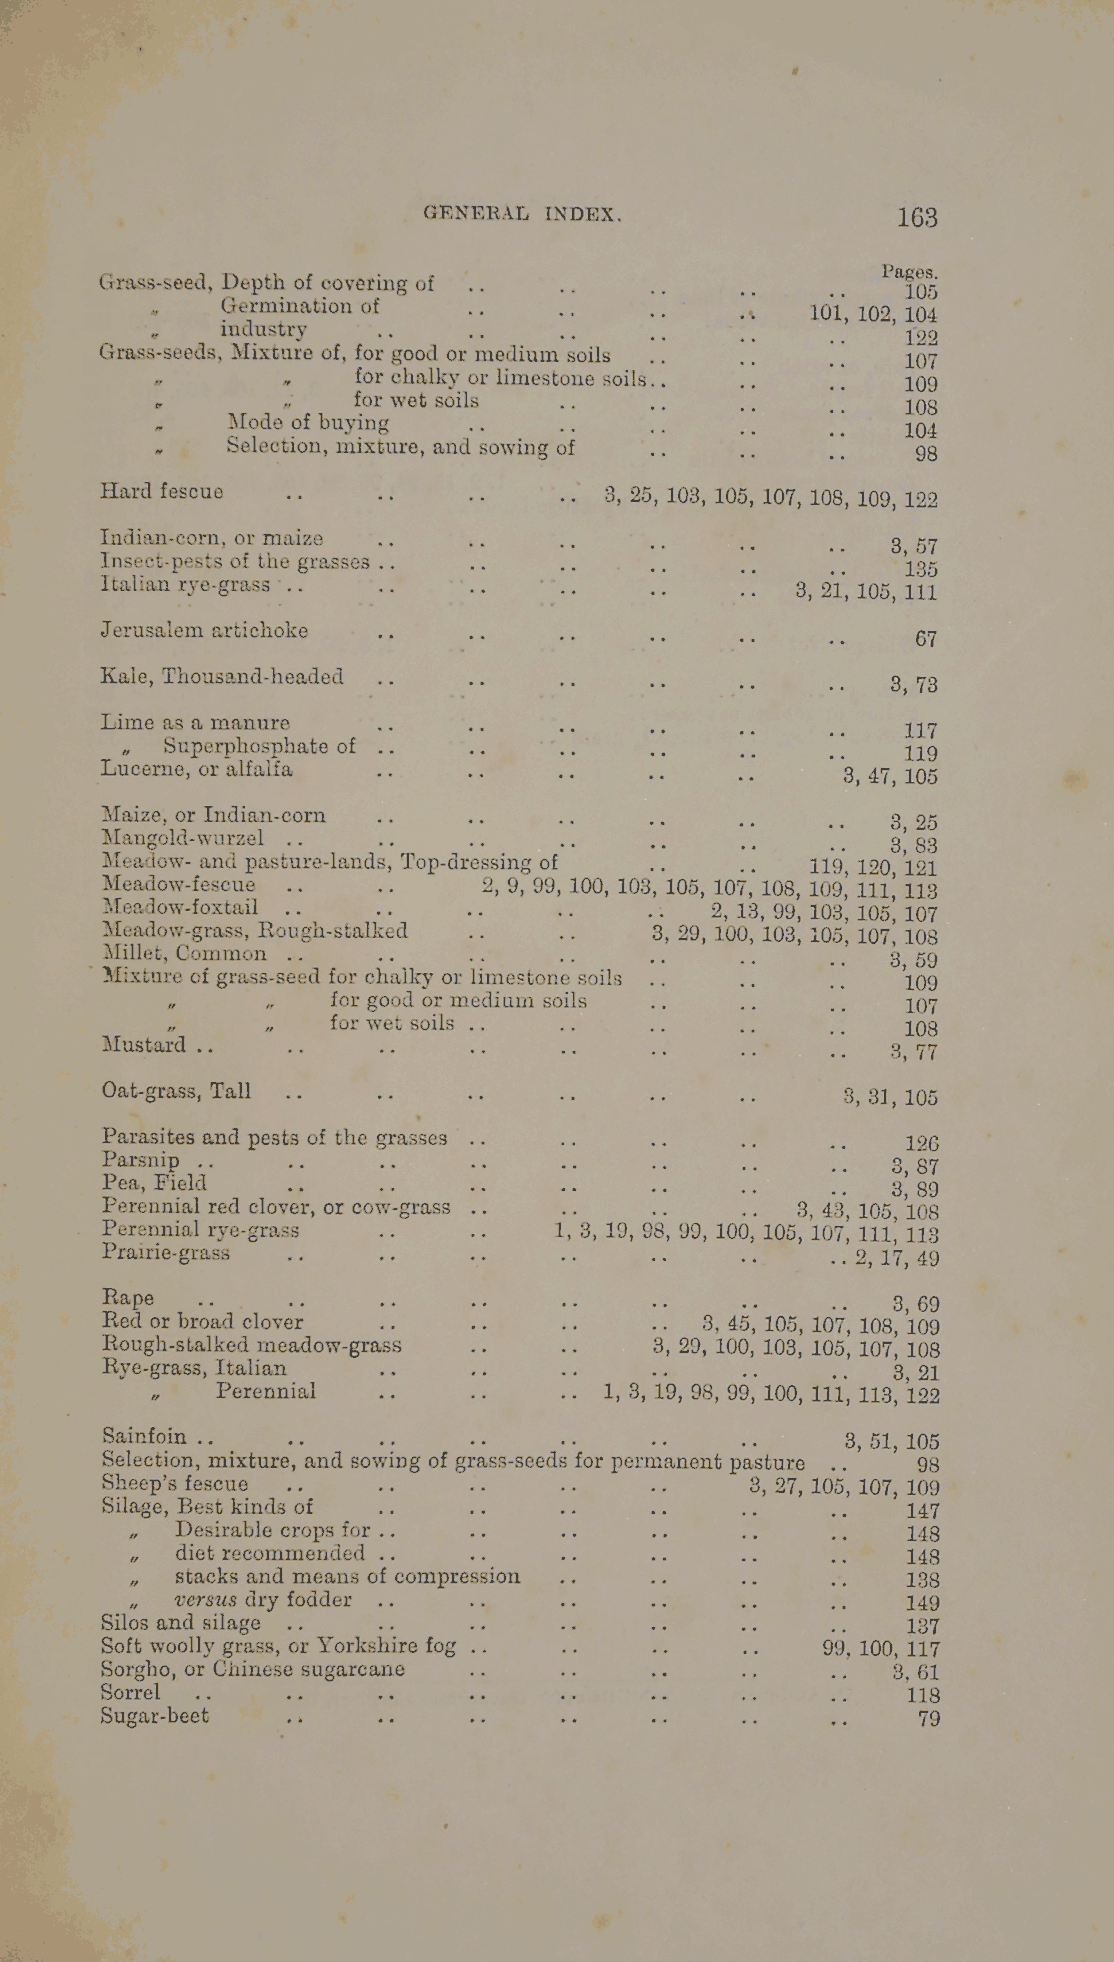 GENERAL INDEX. 163
Pages.
Grass-seed, Depth of covering of .. .. .. .. .. 105
„ Germination of .. .. .. .. 101, 102, 104
„ industry .. .. .. .. .. .. 122
Grass-seeds, Mixture of, for good or medium soils .. .. .. 107
„ „ for chalky or limestone soils.. .. .. 109
„ „ for wet soils .. .. .. .. 108
„ Mode of buying .. .. .. .. .. 104
„ Selection, mixture, and sowing of .. .. .. 98
Hard fescue .. .. .. .. 3, 25, 103, 105, 107, 108, 109, 122
Indian-corn, or maize .. .. .. .. .. .. 3, 57
Insect-pests of the grasses .. .. .. .. .. .. 135
Italian rye-grass .. .. .. .. .. .. 3, 21, 105, 111
Jerusalem artichoke .. .. .. .. .. .. 67
Kale, Thousand-headed .. .. .. .. .. .. 3, 73
Lime as a manure .. .. .. .. .. .. 117
„ Superphosphate of .. .. .. .. .. .. 119
Lucerne, or alfalfa .. .. .. .. .. 3, 47, 105
Maize, or Indian-corn .. .. .. .. .. .. 3, 25
Mangold-wurzel .. .. .. .. .. .. .. 3, 83
Meadow- and pasture-lands, Top-dressing of .. .. 119, 120, 121
Meadow-fescue .. .. 2, 9, 99, 100, 103, 105, 107, 108, 109, 111, 113
Meadow-foxtail .. .. .. .. .. 2, 13, 99, 103, 105, 107
Meadow-grass, Rough-stalked .. .. 3, 29, 100, 103, 105, 107, 108
Millet, Common .. .. .. .. .. .. .. 3, 59
Mixture of grass-seed for chalky or limestone soils .. .. .. 109
„ „ for good or medium soils .. .. .. 107
„ „ for wet soils .. .. .. .. .. 108
Mustard .. .. .. .. .. .. .. .. 3, 77
Oat-grass, Tall .. .. .. .. .. .. 3, 31, 105
Parasites and pests of the grasses .. .. .. .. .. 126
Parsnip .. .. .. .. .. .. .. .. 3, 87
Pea, Field .. .. .. .. .. .. .. 3, 89
Perennial red clover, or cow-grass .. .. .. .. 3, 43, 105, 108
Perennial rye-grass .. .. 1, 3, 19, 98, 99, 100, 105, 107, 111, 113
Prairie-grass .. .. .. .. .. .. .. 2, 17, 49
Rape .. .. .. .. .. .. .. .. 3, 69
Red or broad clover .. .. .. .. 3, 45, 105, 107, 108, 109
Rough-stalked meadow-grass .. .. 3, 29, 100, 103, 105, 107, 108
Rye-grass, Italian .. .. .. .. .. .. 3, 21
„ Perennial .. .. .. 1, 3, 19, 98, 99, 100, 111, 113, 122
Sainfoin .. .. .. .. .. .. .. 3, 51, 105
Selection, mixture, and sowing of grass-seeds for permanent pasture .. 98
Sheep's fescue .. .. .. .. .. 3, 27, 105, 107, 109
Silage, Best kinds of .. .. .. .. .. .. 147
„ Desirable crops for .. .. .. .. .. .. 148
„ diet recommended .. .. .. .. .. .. 148
„ stacks and means of compression .. .. .. .. 138
„ versus dry fodder .. .. .. .. .. .. 149
Silos and silage .. .. .. .. .. .. .. 137
Soft woolly grass, or Yorkshire fog .. .. .. .. 99, 100, 117
Sorgho, or Chinese sugarcane .. .. .. .. .. 3, 61
Sorrel .. .. .. .. .. .. .. .. 118
Sugar-beet .. .. .. .. .. .. .. 79